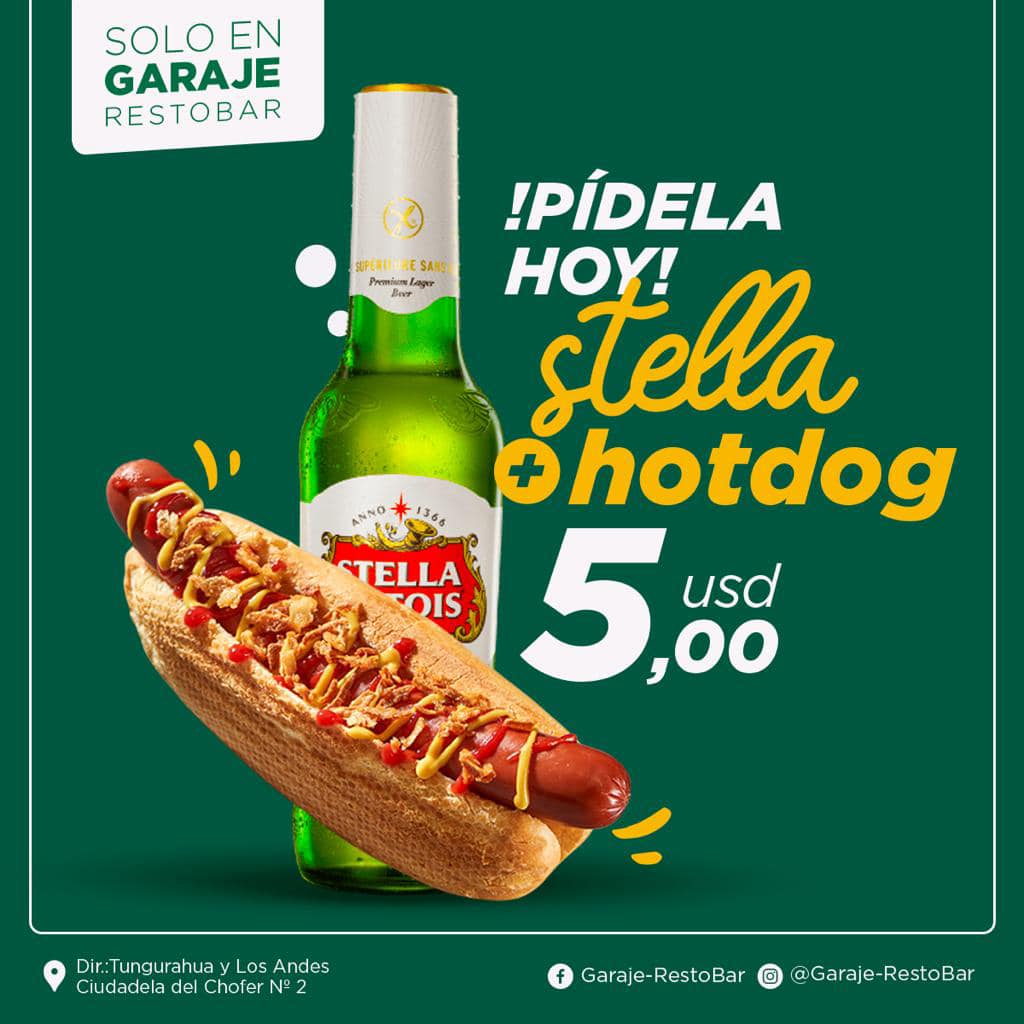 SOLO EN
GARAJE
RESTOBAR
!PÍDELA
HOY!
stella
+hotdog
5,00 usd
Premium Lager
Beer
ANNO 1366
STELLA
Dir.:Tungurahua y Los Andes
Ciudadela del Chofer Nº 2
Garaje-RestoBar
@Garaje-RestoBar